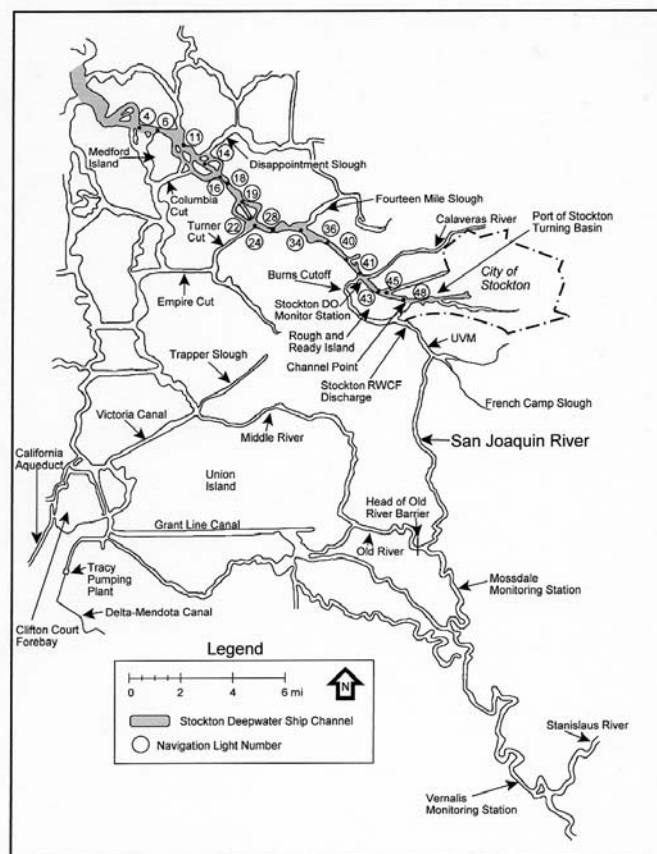 4
6
11
Medford
Island
14
Disappointment Slough
16
18
Columbia
Cut
19
Fourteen Mile Slough
Turner
Cut
22
24
28
34
36
40
Calaveras River
Port of Stockton
Turning Basin
City of
Stockton
41
Burns Cutoff
45
43
48
Stockton DO
Monitor Station
Empire Cut
Rough and
Ready Island
UVM
Channel Point
Trapper Slough
Stockton RWCF
Discharge
French Camp Slough
Victoria Canal
Middle River
San Joaquin River
California
Aqueduct
Union
Island
Head of Old
River Barrier
Grant Line Canal
Old River
Tracy
Pumping
Plant
Mossdale
Monitoring Station
Delta-Mendota Canal
Clifton Court
Forebay
Legend
0 2 4 6 mi
N
Stockton Deepwater Ship Channel
Navigation Light Number
Stanislaus River
Vernalis
Monitoring Station